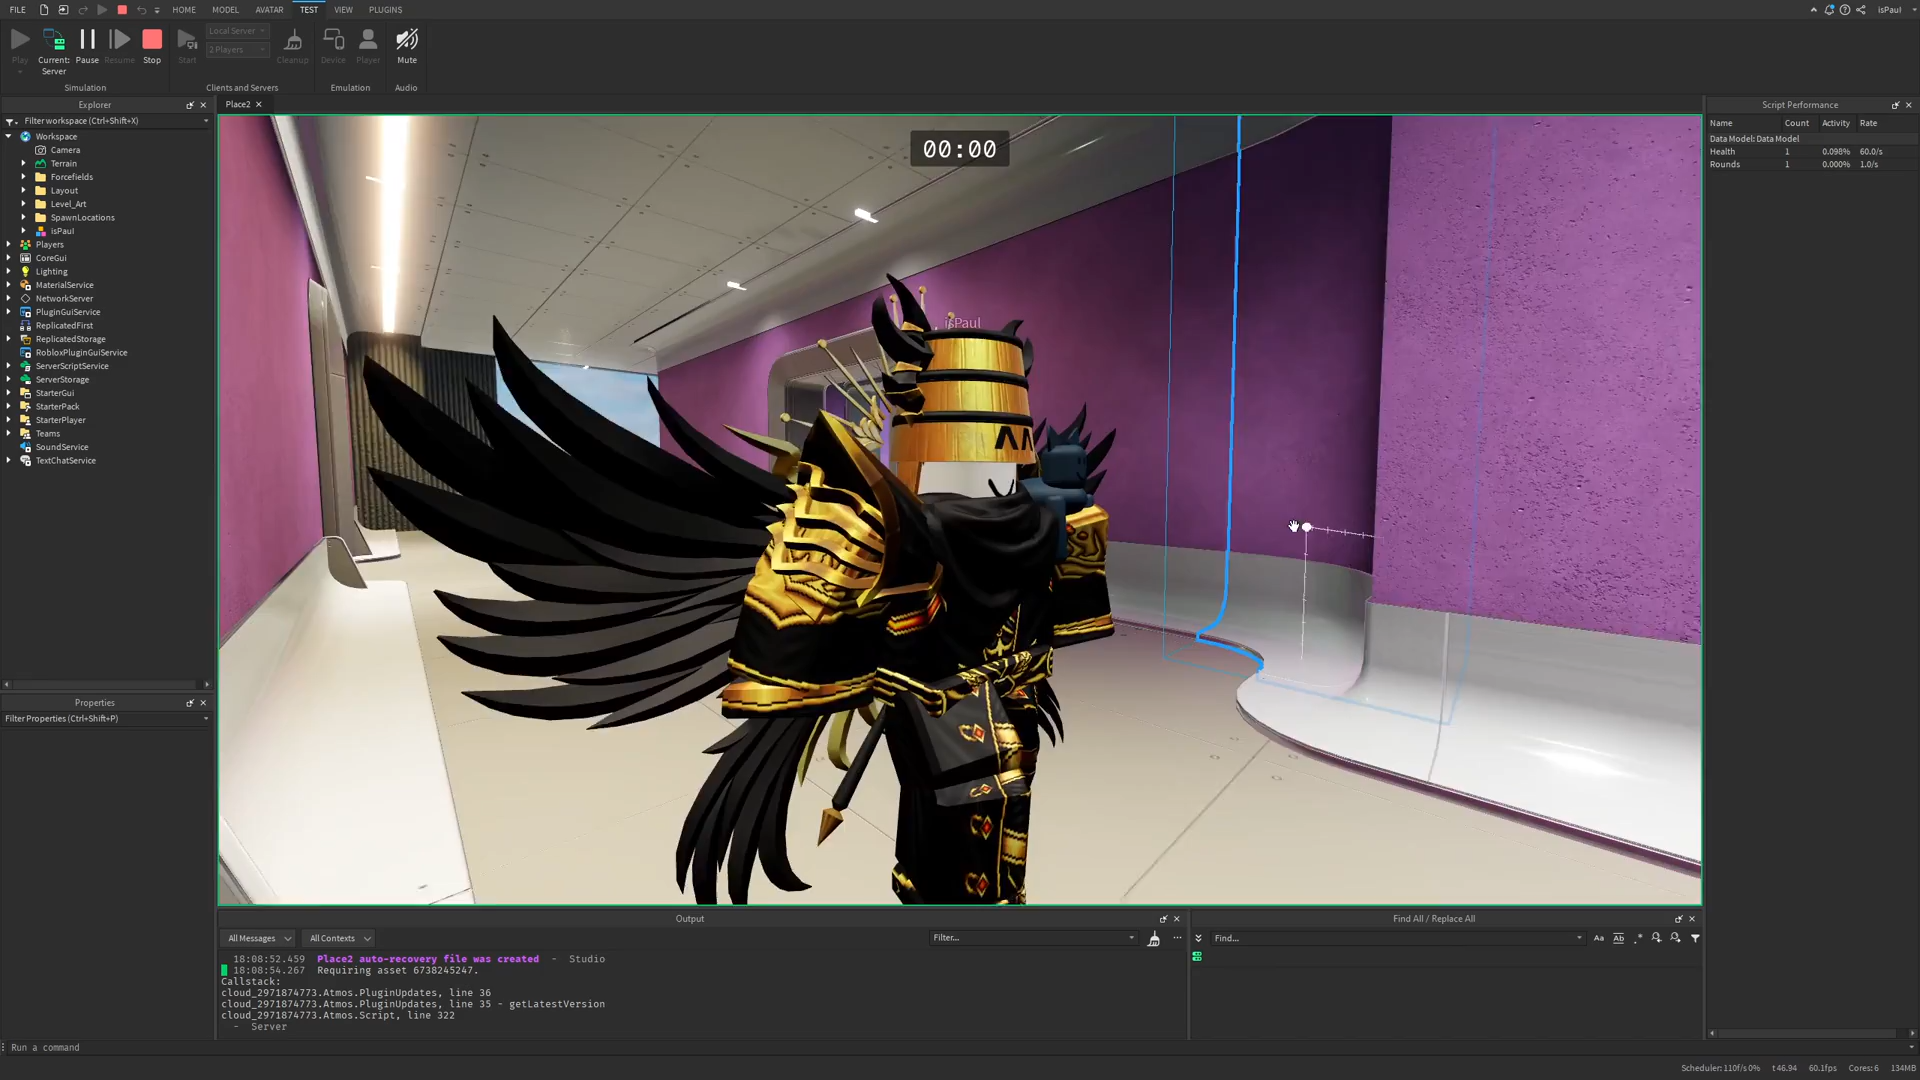 FILE
HOME
MODEL
AVATAR
TEST
VIEW
PLUGINS
isPaul
Play
Current:
Server
Pause
Resume
Stop
Start
Local Server
2 Players
Cleanup
Device
Player
Mute
Simulation
Clients and Servers
Emulation
Audio
Explorer
Filter workspace (Ctrl+Shift+X)
Workspace
Camera
Terrain
Forcefields
Layout
Level_Art
SpawnLocations
isPaul
Players
CoreGui
Lighting
MaterialService
NetworkServer
PluginGuiService
ReplicatedFirst
ReplicatedStorage
RobloxPluginGuiService
ServerScriptService
ServerStorage
StarterGui
StarterPack
StarterPlayer
Teams
SoundService
TextChatService
Properties
Filter Properties (Ctrl+Shift+P)
Place2
00:00
isPaul
Script Performance
Name Count Activity Rate
Data Model: Data Model
Health 1 0.098% 60.0/s
Rounds 1 0.000% 1.0/s
Output
All Messages
All Contexts
Filter...
18:08:52.459 Place2 auto-recovery file was created - Studio
18:08:54.267 Requiring asset 6738245247.
Callstack:
cloud_2971874773.Atmos.PluginUpdates, line 36
cloud_2971874773.Atmos.PluginUpdates, line 35 - getLatestVersion
cloud_2971874773.Atmos.Script, line 322
- Server
Find All / Replace All
Find...
Aa
Ab
.*
Run a command
Scheduler: 110f/s 0%
t 46.94
60.1fps
Cores: 6
134MB